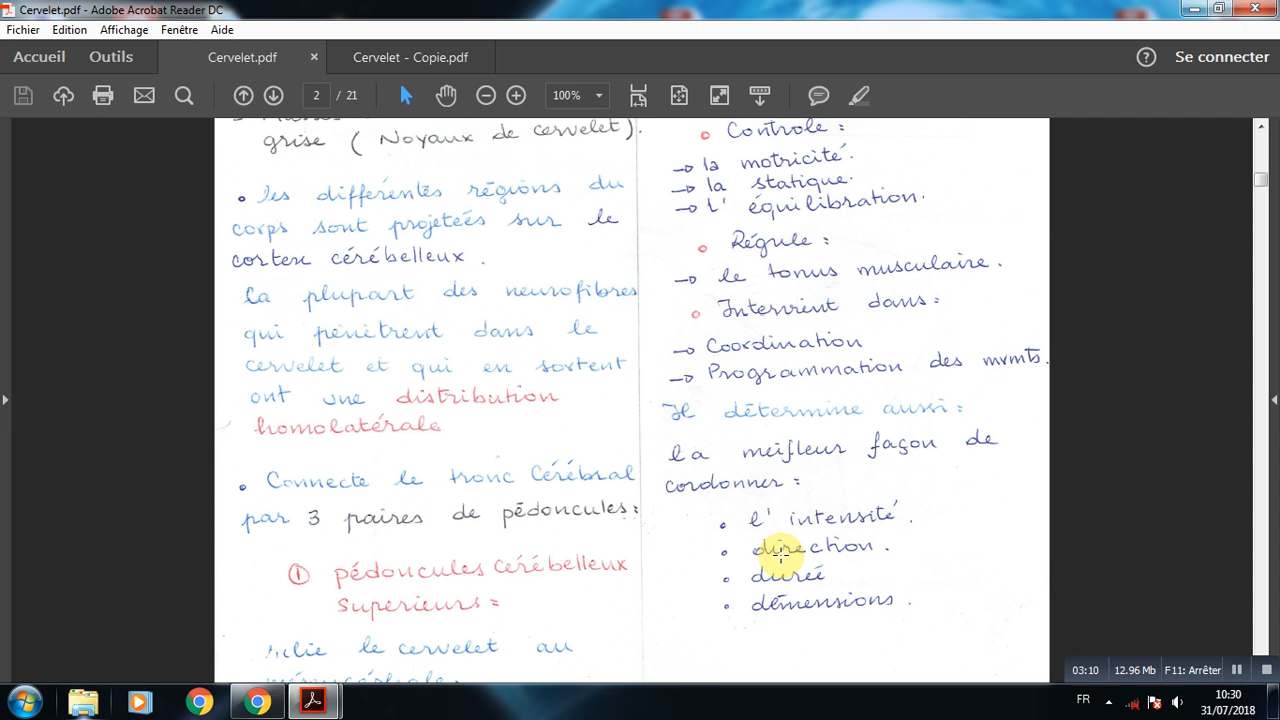 Cervelet.pdf - Adobe Acrobat Reader DC
Fichier Edition Affichage Fenêtre Aide
Accueil Outils Cervelet.pdf × Cervelet - Copie.pdf Se connecter
2 / 21 100%
grise ( Noyaux de cervelet).
• les différentes régions du
corps sont projeteés sur le
cortex cérébelleux .
la plupart des neurofibres
qui pénètrent dans le
cervelet et qui en sortent
ont une distribution
homolatérale
• Connecte le tronc Cérébral
par 3 paires de pédoncules:
① pédoncules cérébelleux
superieurs =
relie le cervelet au
mésencéphale.
Controle :
→ la motricité.
→ la statique.
→ L' équilibration.
Régule :
→ le tonus musculaire.
Intervient dans :
→ Coordination
→ Programmation des mvmts.
Il détermine aussi :
la meilleur façon de
cordonner :
• l' intensité .
• direction .
• dureé
• démensions .
03:10 12.96 Mb F11: Arrêter
FR 10:30
31/07/2018